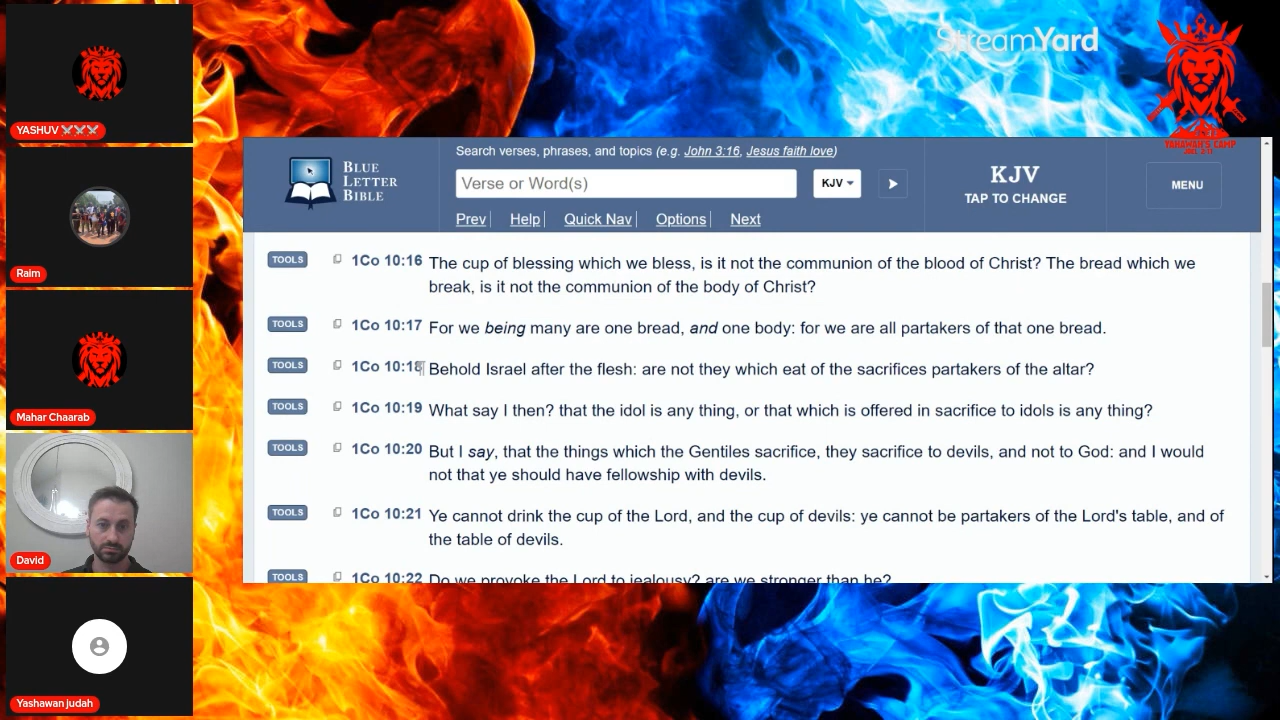 StreamYard
YAHAWAH'S CAMP
YASHUV ⚔⚔⚔
Raim
Mahar Chaarab
David
Yashawan judah
BLUE
LETTER
BIBLE
Search verses, phrases, and topics (e.g. John 3:16, Jesus faith love)
Verse or Word(s)
KJV
Prev Help Quick Nav Options Next
KJV
TAP TO CHANGE
MENU
TOOLS 1Co 10:16 The cup of blessing which we bless, is it not the communion of the blood of Christ? The bread which we
break, is it not the communion of the body of Christ?
TOOLS 1Co 10:17 For we being many are one bread, and one body: for we are all partakers of that one bread.
TOOLS 1Co 10:18 ¶ Behold Israel after the flesh: are not they which eat of the sacrifices partakers of the altar?
TOOLS 1Co 10:19 What say I then? that the idol is any thing, or that which is offered in sacrifice to idols is any thing?
TOOLS 1Co 10:20 But I say, that the things which the Gentiles sacrifice, they sacrifice to devils, and not to God: and I would
not that ye should have fellowship with devils.
TOOLS 1Co 10:21 Ye cannot drink the cup of the Lord, and the cup of devils: ye cannot be partakers of the Lord's table, and of
the table of devils.
TOOLS 1Co 10:22 Do we provoke the Lord to jealousy? are we stronger than he?